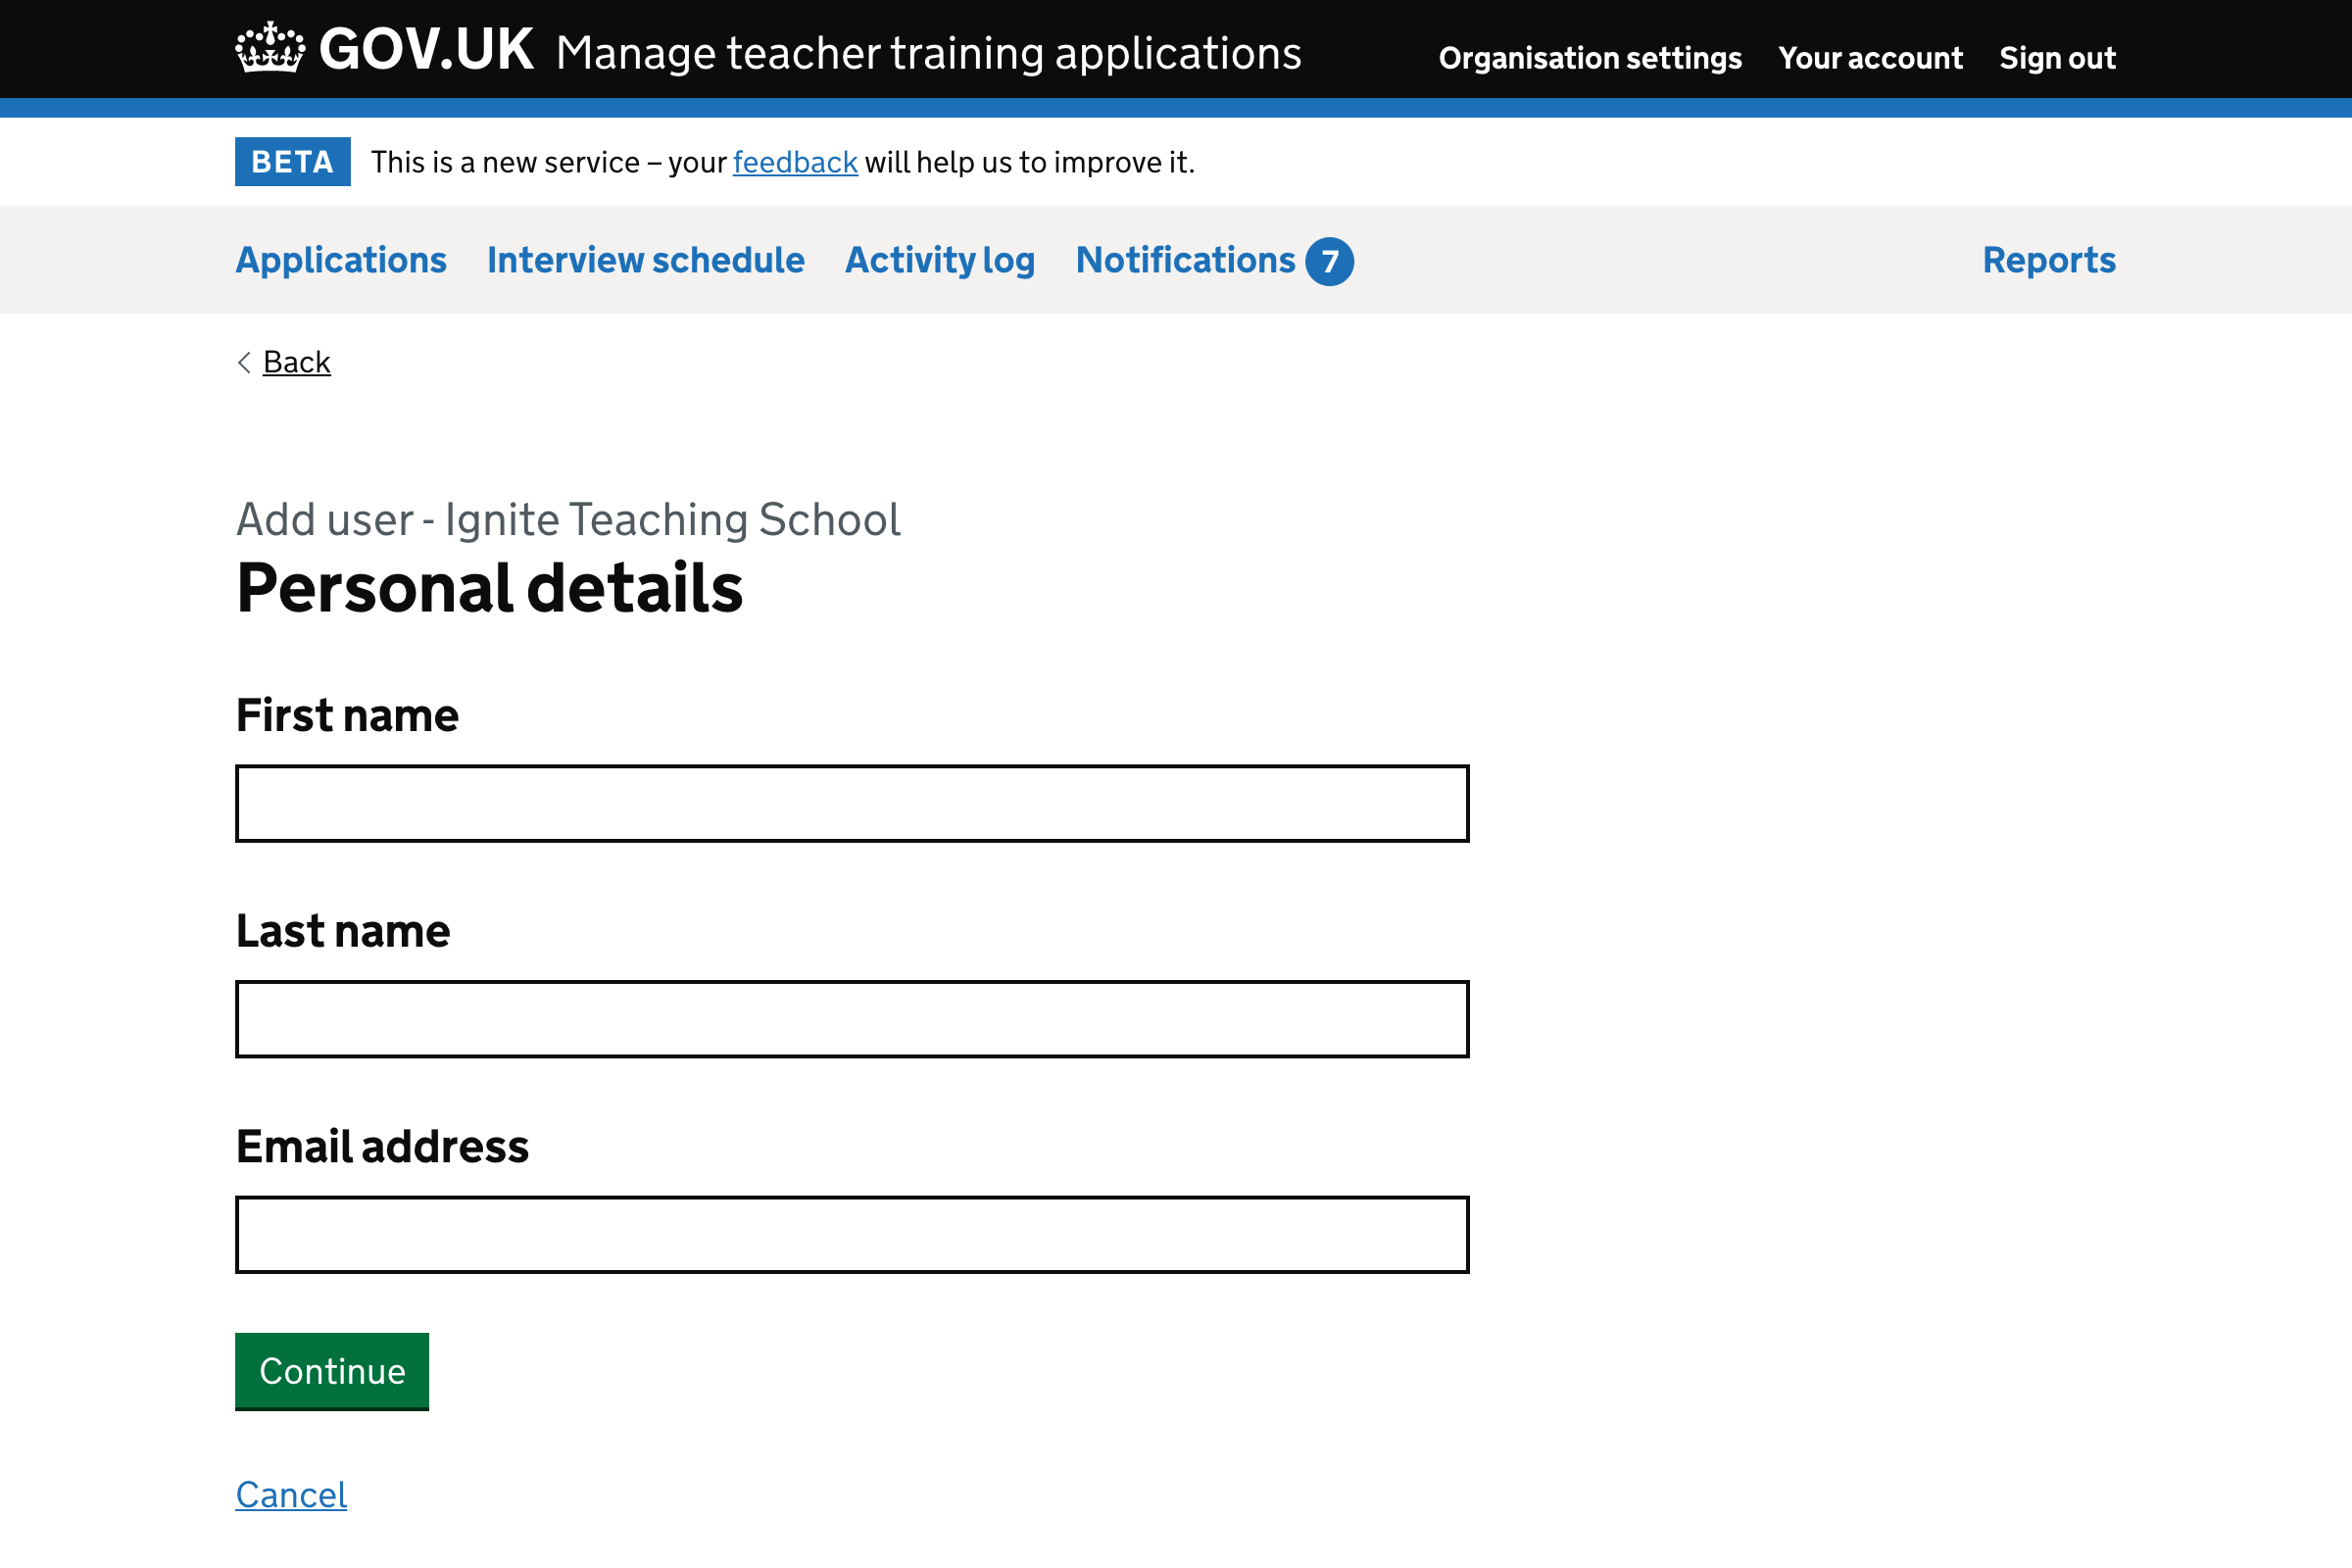 GOV.UK Manage teacher training applications Organisation settings Your account Sign out
BETA This is a new service – your feedback will help us to improve it.
Applications Interview schedule Activity log Notifications 7 Reports
Back
Add user - Ignite Teaching School
Personal details
First name
Last name
Email address
Continue
Cancel